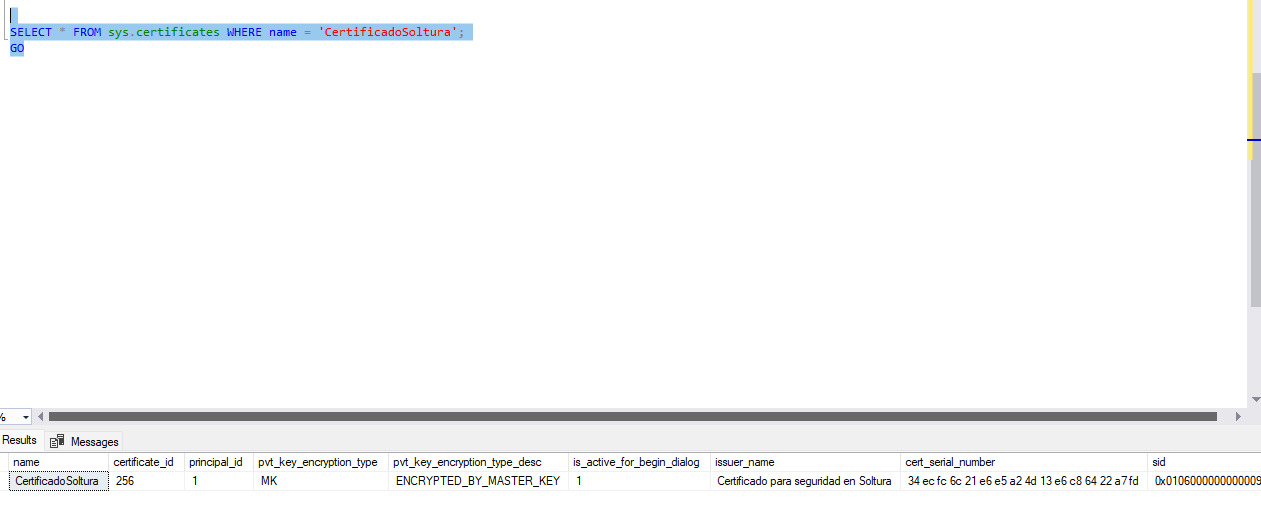 SELECT * FROM sys.certificates WHERE name = 'CertificadoSoltura';
GO
%
Results Messages
name certificate_id principal_id pvt_key_encryption_type pvt_key_encryption_type_desc is_active_for_begin_dialog issuer_name cert_serial_number sid
CertificadoSoltura 256 1 MK ENCRYPTED_BY_MASTER_KEY 1 Certificado para seguridad en Soltura 34 ec fc 6c 21 e6 e5 a2 4d 13 e6 c8 64 22 a7 fd 0x0106000000000009